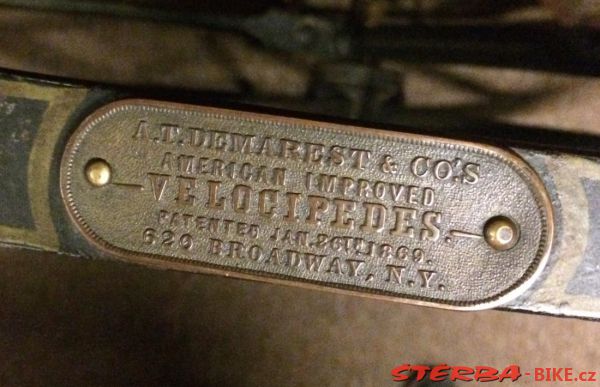 A.T. DEMAREST & CO'S
AMERICAN IMPROVED
VELOCIPEDES.
PATENTED JAN. 26TH 1869.
620 BROADWAY, N.Y.
STERBA-BIKE.cz